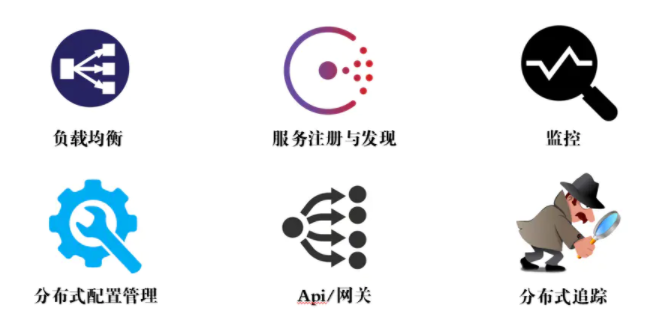 负载均衡
服务注册与发现
监控
分布式配置管理
Api/网关
分布式追踪